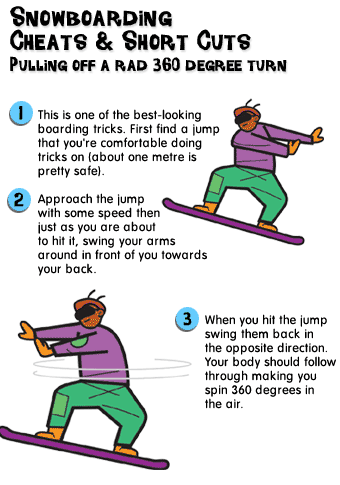 Snowboarding
Cheats & Short Cuts
Pulling off a rad 360 degree turn
1
This is one of the best-looking
boarding tricks. First find a jump
that you're comfortable doing
tricks on (about one metre is
pretty safe).
2
Approach the jump
with some speed then
just as you are about
to hit it, swing your arms
around in front of you towards
your back.
3
When you hit the jump
swing them back in
the opposite direction.
Your body should follow
through making you
spin 360 degrees in
the air.